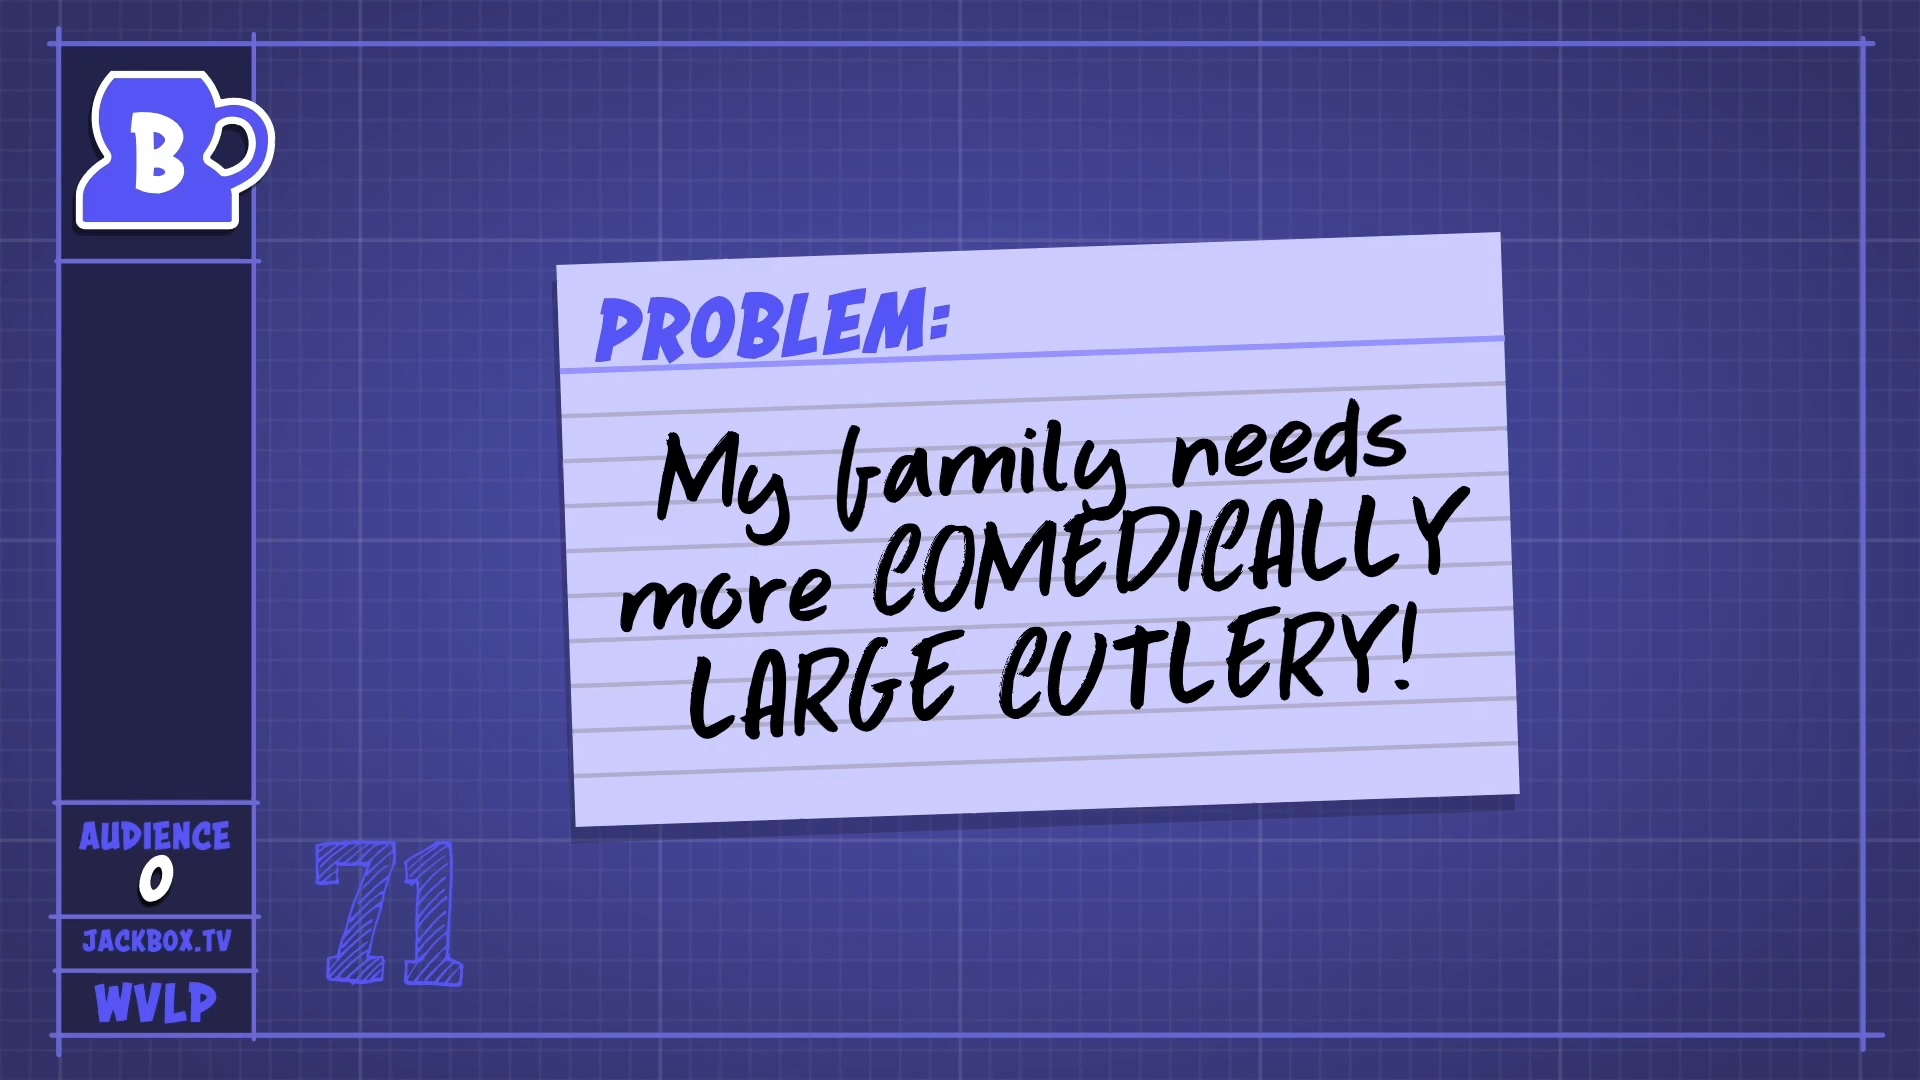 B
PROBLEM:
My family needs
more COMEDICALLY
LARGE CUTLERY!
AUDIENCE
0
JACKBOX.TV
WVLP
71